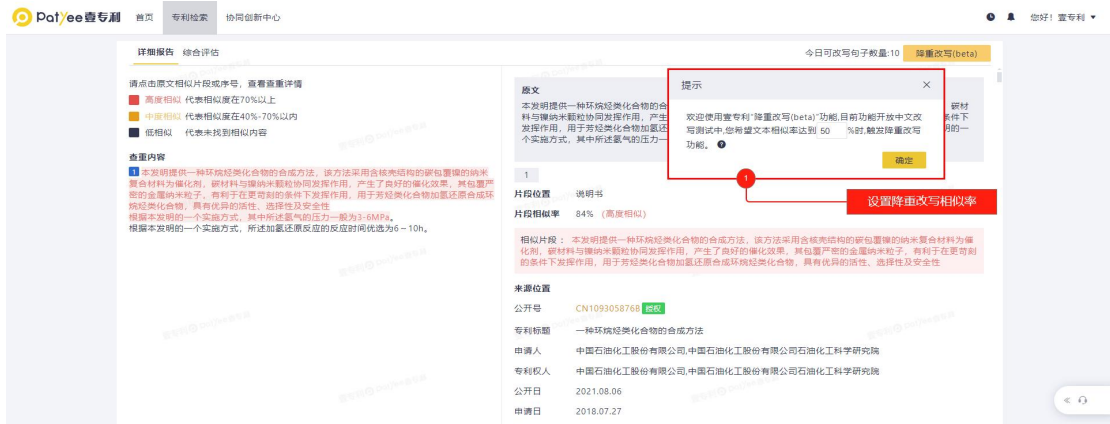 Patyee壹专利 首页 专利检索 协同创新中心 您好！壹专利
详细报告 综合评估 今日可改写句子数量:10 降重改写(beta)
请点击原文相似片段或序号，查看查重详情
高度相似 代表相似度在70%以上
中度相似 代表相似度在40%-70%以内
低相似 代表未找到相似内容
查重内容
1 本发明提供一种环烷烃类化合物的合成方法，该方法采用含核壳结构的碳包覆镍的纳米
复合材料为催化剂，碳材料与镍纳米颗粒协同发挥作用，产生了良好的催化效果，其包覆严
密的金属纳米粒子，有利于在更苛刻的条件下发挥作用，用于芳烃类化合物加氢还原合成环
烷烃类化合物，具有优异的活性、选择性及安全性
根据本发明的一个实施方式，其中所述氢气的压力一般为3-6MPa。
根据本发明的一个实施方式，所述加氢还原反应的反应时间优选为6～10h。
原文
本发明提供一种环烷烃类化合物的合
碳材
料与镍纳米颗粒协同发挥作用，产生
条件下
发挥作用，用于芳烃类化合物加氢还
明的一
个实施方式，其中所述氢气的压力一
提示
欢迎使用壹专利"降重改写(beta)"功能,目前功能开放中文改
写测试中,您希望文本相似率达到 50 %时,触发降重改写
功能。
确定
1
设置降重改写相似率
1
片段位置 说明书
片段相似率 84% (高度相似)
相似片段： 本发明提供一种环烷烃类化合物的合成方法，该方法采用含核壳结构的碳包覆镍的纳米复合材料为催
化剂，碳材料与镍纳米颗粒协同发挥作用，产生了良好的催化效果，其包覆严密的金属纳米粒子，有利于在更苛刻
的条件下发挥作用，用于芳烃类化合物加氢还原合成环烷烃类化合物，具有优异的活性、选择性及安全性
来源位置
公开号 CN109305876B 授权
专利标题 一种环烷烃类化合物的合成方法
申请人 中国石油化工股份有限公司,中国石油化工股份有限公司石油化工科学研究院
专利权人 中国石油化工股份有限公司,中国石油化工股份有限公司石油化工科学研究院
公开日 2021.08.06
申请日 2018.07.27